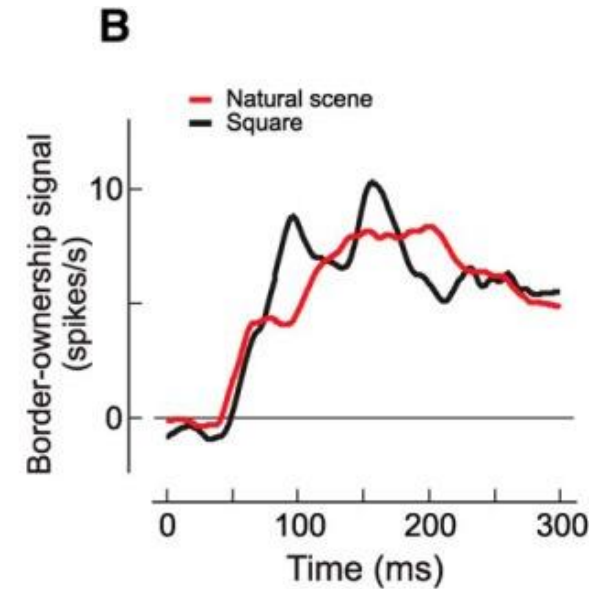 B
Natural scene
Square
Border-ownership signal
(spikes/s)
10
0
0 100 200 300
Time (ms)